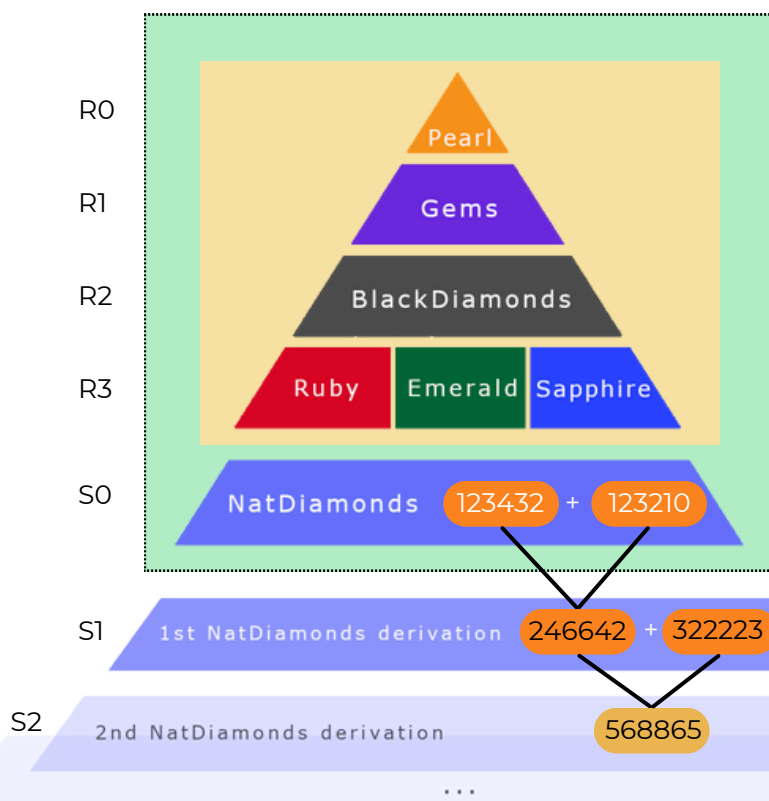 R0
Pearl
R1
Gems
R2
BlackDiamonds
R3
Ruby Emerald Sapphire
S0
NatDiamonds 123432 + 123210
S1
1st NatDiamonds derivation 246642 + 322223
S2
2nd NatDiamonds derivation 568865
...